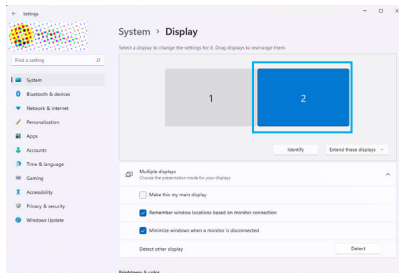 Settings
System > Display
Select a display to change the settings for it. Drag displays to rearrange them.
Find a setting
1
2
Identify
Extend these displays
System
Bluetooth & devices
Network & internet
Personalization
Apps
Accounts
Time & language
Gaming
Accessibility
Privacy & security
Windows Update
Multiple displays
Choose the presentation mode for your displays
Make this my main display
Remember window locations based on monitor connection
Minimize windows when a monitor is disconnected
Detect other display
Detect
Brightness & color